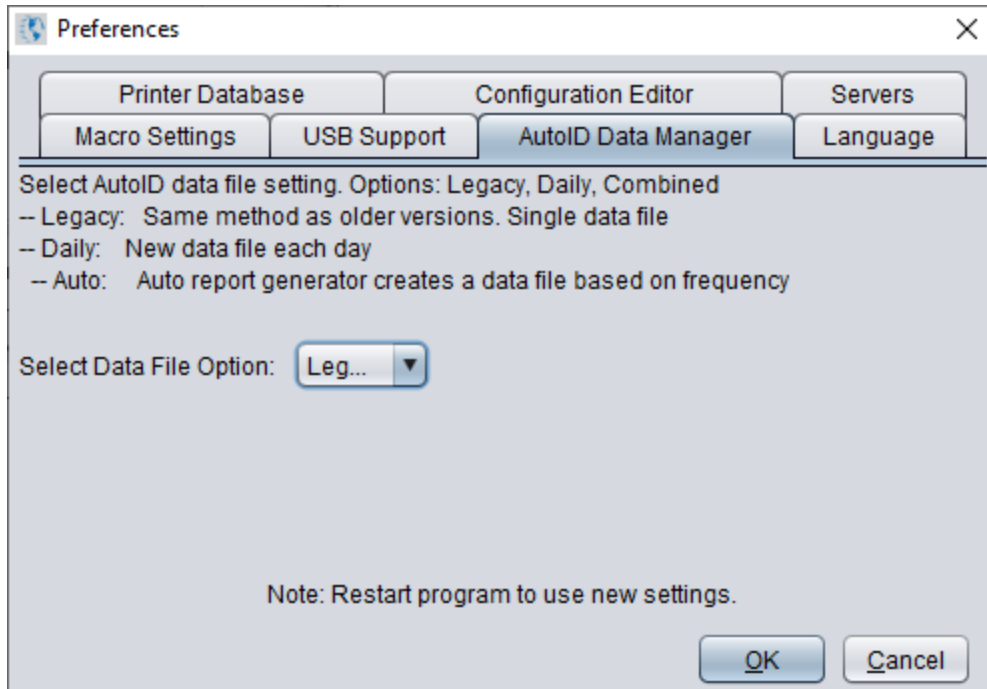 Preferences
Printer Database Configuration Editor Servers
Macro Settings USB Support AutoID Data Manager Language
Select AutoID data file setting. Options: Legacy, Daily, Combined
-- Legacy: Same method as older versions. Single data file
-- Daily: New data file each day
-- Auto: Auto report generator creates a data file based on frequency
Select Data File Option: Leg...
Note: Restart program to use new settings.
OK Cancel